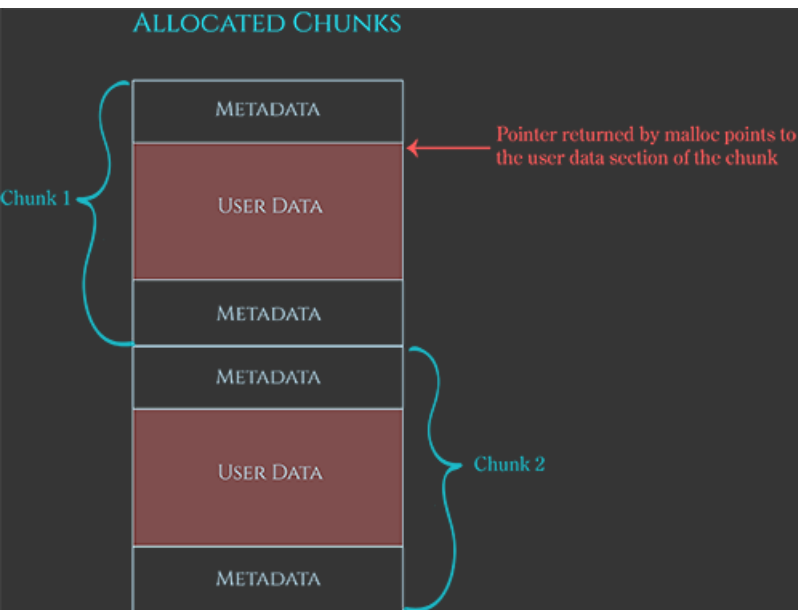 ALLOCATED CHUNKS
METADATA
Pointer returned by malloc points to
the user data section of the chunk
Chunk 1
USER DATA
METADATA
METADATA
USER DATA
Chunk 2
METADATA